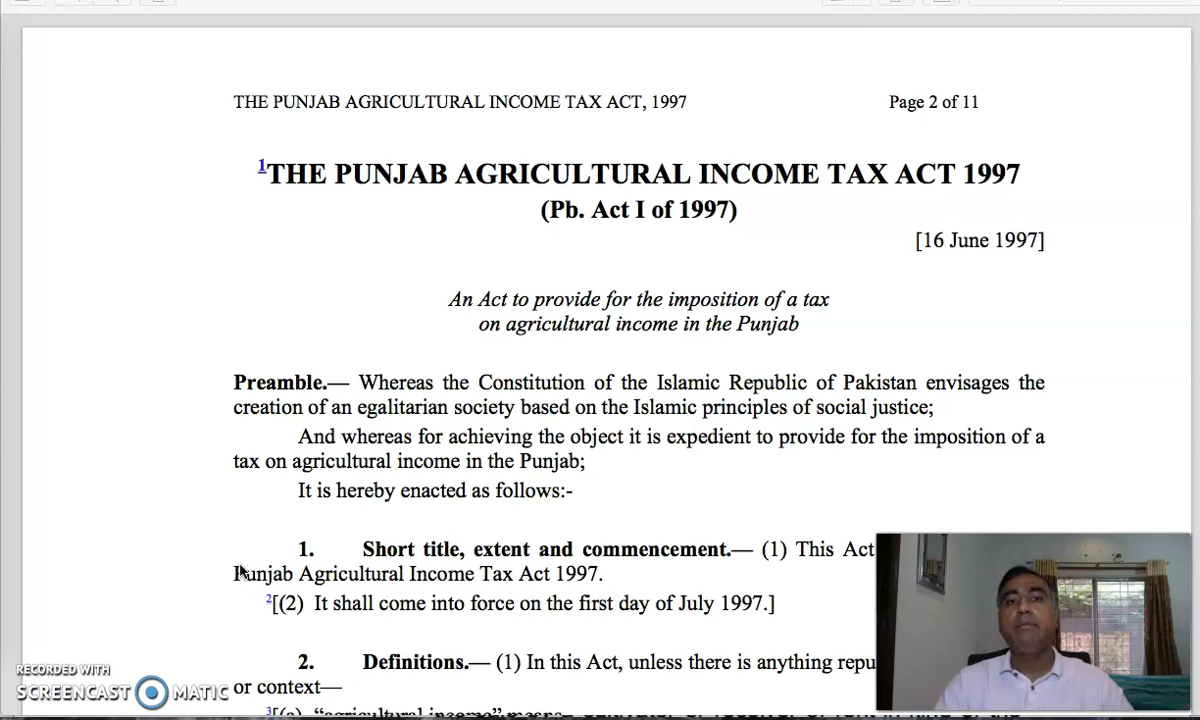 THE PUNJAB AGRICULTURAL INCOME TAX ACT, 1997 Page 2 of 11
1THE PUNJAB AGRICULTURAL INCOME TAX ACT 1997
(Pb. Act I of 1997)
[16 June 1997]
An Act to provide for the imposition of a tax
on agricultural income in the Punjab
Preamble.— Whereas the Constitution of the Islamic Republic of Pakistan envisages the
creation of an egalitarian society based on the Islamic principles of social justice;
And whereas for achieving the object it is expedient to provide for the imposition of a
tax on agricultural income in the Punjab;
It is hereby enacted as follows:-
1. Short title, extent and commencement.— (1) This Act
Punjab Agricultural Income Tax Act 1997.
2[(2) It shall come into force on the first day of July 1997.]
2. Definitions.— (1) In this Act, unless there is anything repu
or context—
3[(a) "agricultural income" means
RECORDED WITH
SCREENCAST MATIC